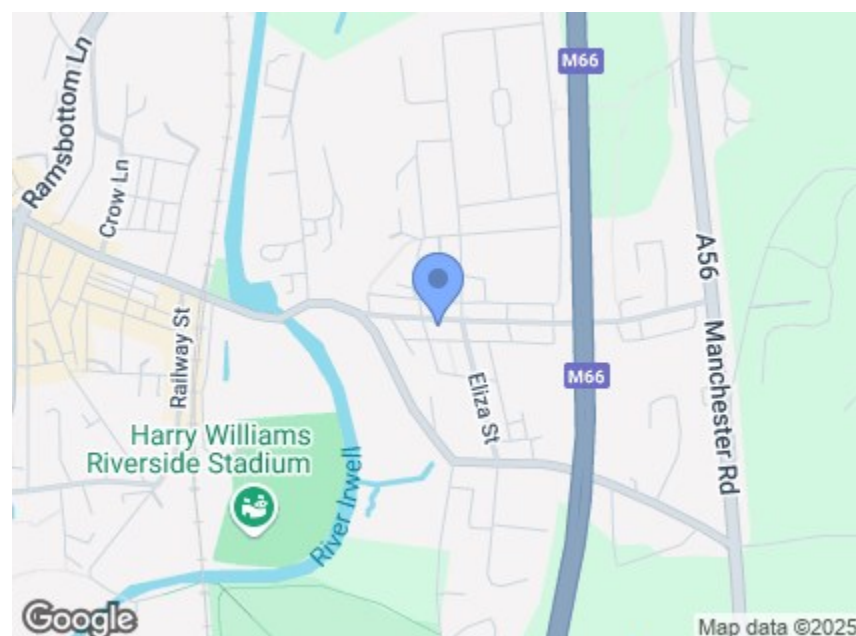 M66
Ramsbottom Ln
Crow Ln
A56
Manchester Rd
Railway St
M66
Eliza St
Harry Williams
Riverside Stadium
River Irwell
Google
Map data ©2025